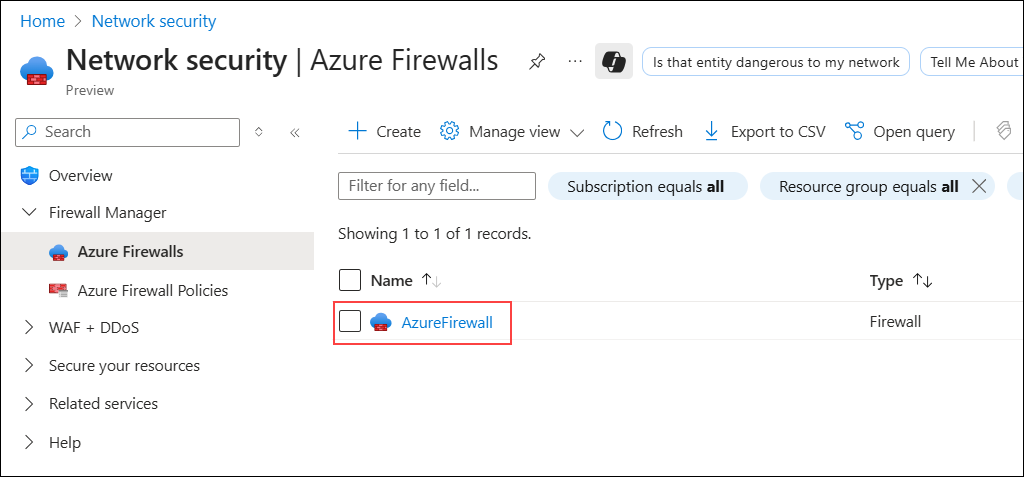 Home > Network security
Network security | Azure Firewalls
Preview
Is that entity dangerous to my network
Tell Me About
Search
Create
Manage view
Refresh
Export to CSV
Open query
Overview
Firewall Manager
Azure Firewalls
Azure Firewall Policies
WAF + DDoS
Secure your resources
Related services
Help
Filter for any field...
Subscription equals all
Resource group equals all
Showing 1 to 1 of 1 records.
Name
Type
AzureFirewall
Firewall